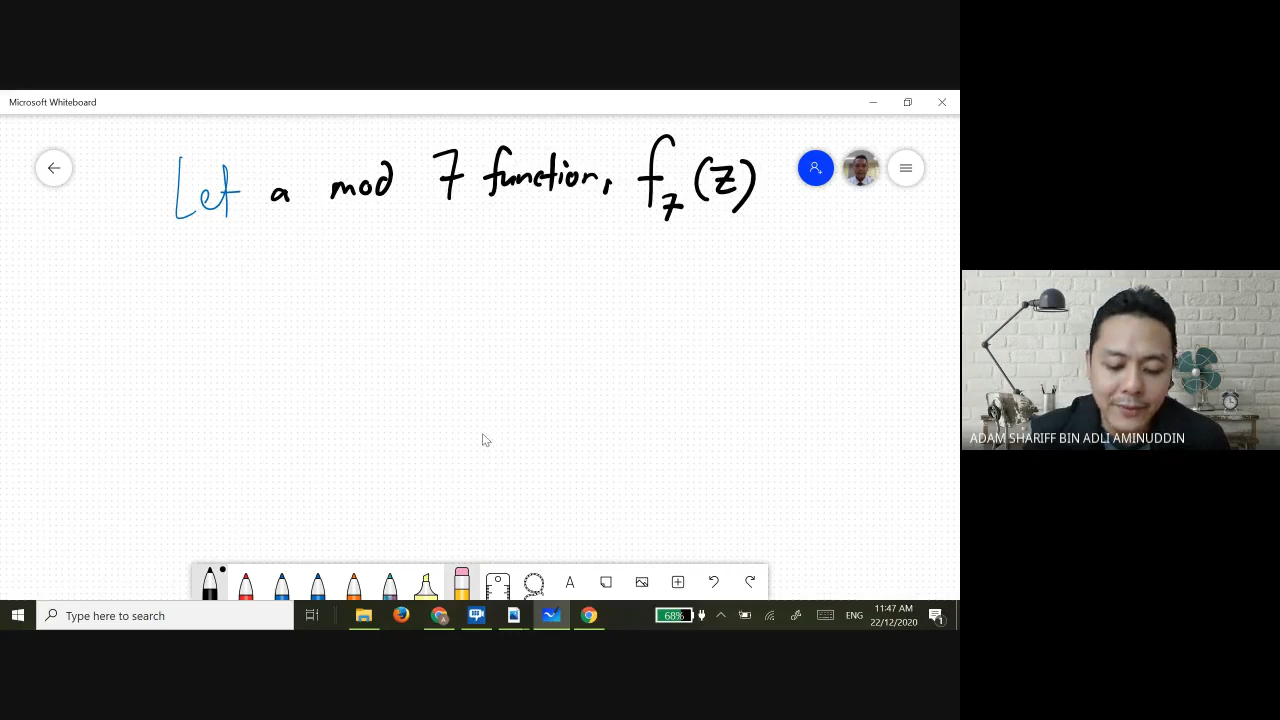 Microsoft Whiteboard
Let a mod 7 function, f₇(Z)
ADAM SHARIFF BIN ADLI AMINUDDIN
A
Type here to search
68%
ENG
11:47 AM
22/12/2020
1